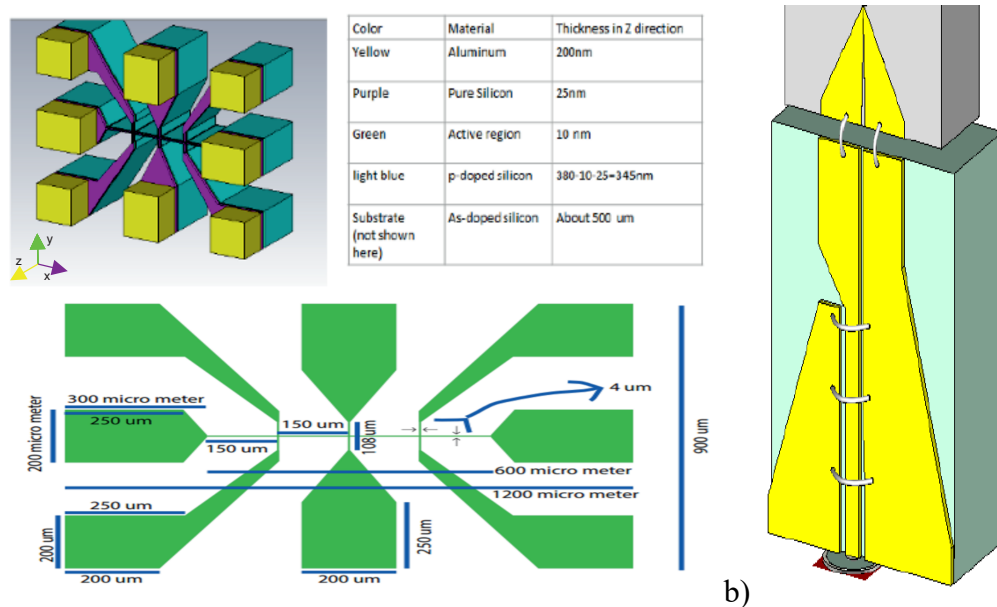 y
z
x
Color Material Thickness in Z direction
Yellow Aluminum 200nm
Purple Pure Silicon 25nm
Green Active region 10 nm
light blue p-doped silicon 380-10-25=345nm
Substrate As-doped silicon About 500 um
(not shown
here)
4 um
300 micro meter
250 um
200 micro meter
150 um
150 um
108um
900 um
600 micro meter
1200 micro meter
250 um
200 um
250 um
200 um
200 um
b)